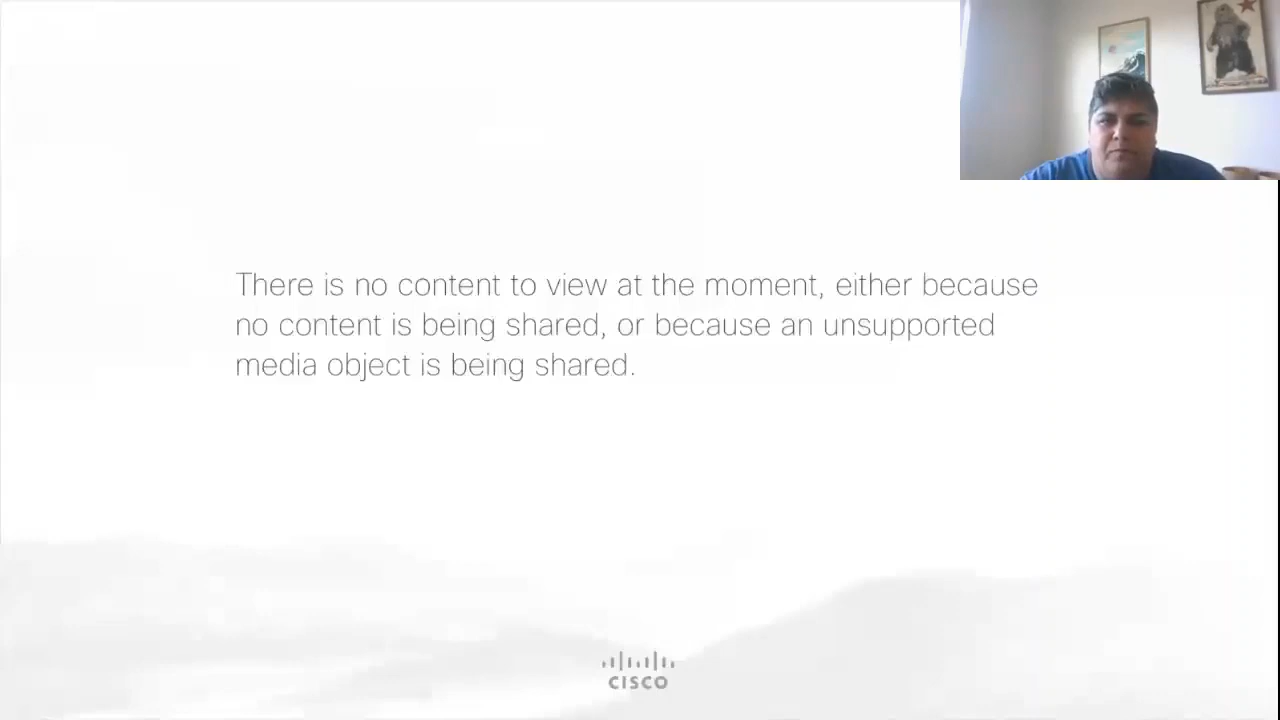 There is no content to view at the moment, either because
no content is being shared, or because an unsupported
media object is being shared.
CISCO